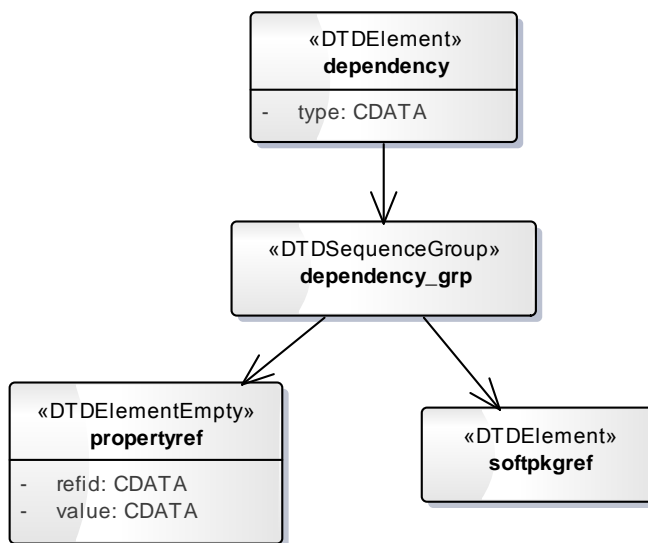 «DTDElement»
dependency
- type: CDATA
«DTDSequenceGroup»
dependency_grp
«DTDElementEmpty»
propertyref
- refid: CDATA
- value: CDATA
«DTDElement»
softpkgref